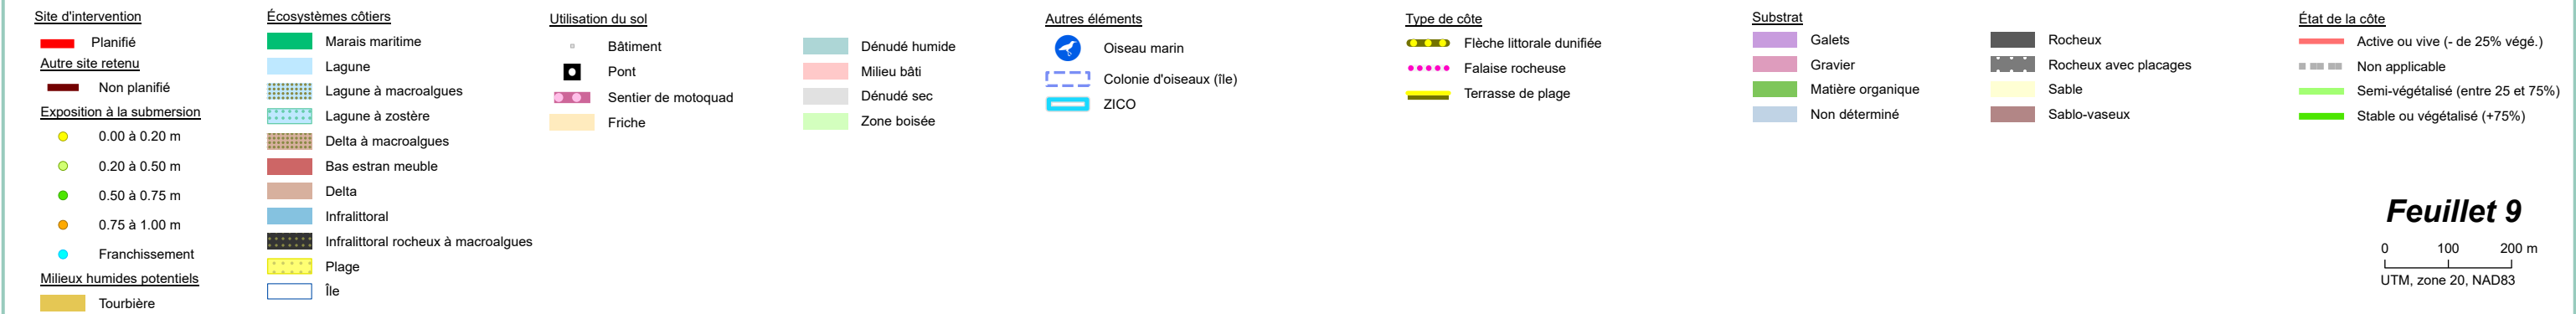 Site d'intervention
Planifié
Autre site retenu
Non planifié
Exposition à la submersion
0.00 à 0.20 m
0.20 à 0.50 m
0.50 à 0.75 m
0.75 à 1.00 m
Franchissement
Milieux humides potentiels
Tourbière
Écosystèmes côtiers
Marais maritime
Lagune
Lagune à macroalgues
Lagune à zostère
Delta à macroalgues
Bas estran meuble
Delta
Infralittoral
Infralittoral rocheux à macroalgues
Plage
Île
Utilisation du sol
Bâtiment
Pont
Sentier de motoquad
Friche
Dénudé humide
Milieu bâti
Dénudé sec
Zone boisée
Autres éléments
Oiseau marin
Colonie d'oiseaux (île)
ZICO
Type de côte
Flèche littorale dunifiée
Falaise rocheuse
Terrasse de plage
Substrat
Galets
Gravier
Matière organique
Non déterminé
Rocheux
Rocheux avec placages
Sable
Sablo-vaseux
État de la côte
Active ou vive (- de 25% végé.)
Non applicable
Semi-végétalisé (entre 25 et 75%)
Stable ou végétalisé (+75%)
Feuillet 9
0 100 200 m
UTM, zone 20, NAD83